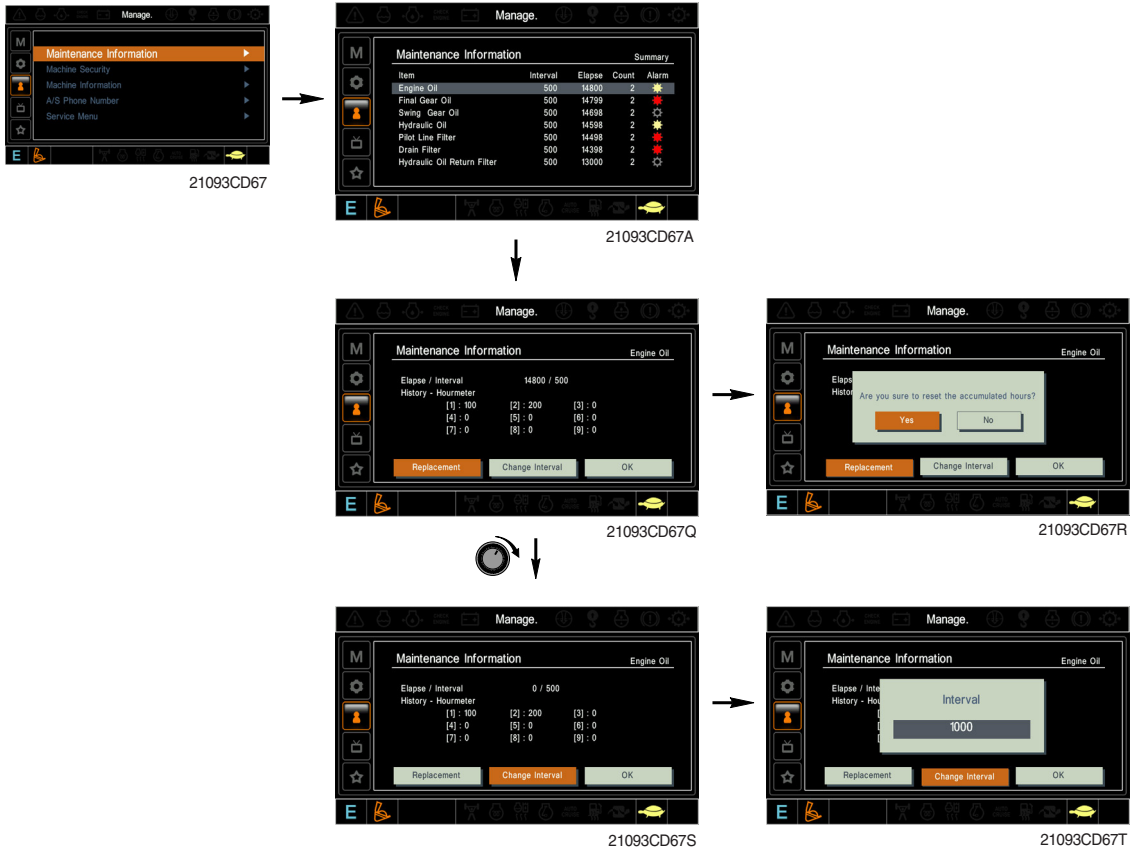 Manage.
M
Maintenance Information
Machine Security
Machine Information
A/S Phone Number
Service Menu
E
21093CD67
Manage.
M
Maintenance Information Summary
Item Interval Elapse Count Alarm
Engine Oil 500 14800 2
Final Gear Oil 500 14799 2
Swing Gear Oil 500 14698 2
Hydraulic Oil 500 14598 2
Pilot Line Filter 500 14498 2
Drain Filter 500 14398 2
Hydraulic Oil Return Filter 500 13000 2
E
21093CD67A
Manage.
M
Maintenance Information Engine Oil
Elapse / Interval 14800 / 500
History - Hourmeter
[1] : 100 [2] : 200 [3] : 0
[4] : 0 [5] : 0 [6] : 0
[7] : 0 [8] : 0 [9] : 0
Replacement Change Interval OK
E
21093CD67Q
Manage.
M
Maintenance Information Engine Oil
Elaps
Histor
Are you sure to reset the accumulated hours?
Yes No
Replacement Change Interval OK
E
21093CD67R
Manage.
M
Maintenance Information Engine Oil
Elapse / Interval 0 / 500
History - Hourmeter
[1] : 100 [2] : 200 [3] : 0
[4] : 0 [5] : 0 [6] : 0
[7] : 0 [8] : 0 [9] : 0
Replacement Change Interval OK
E
21093CD67S
Manage.
M
Maintenance Information Engine Oil
Elapse / Inte
History - Hou
Interval
1000
Replacement Change Interval OK
E
21093CD67T